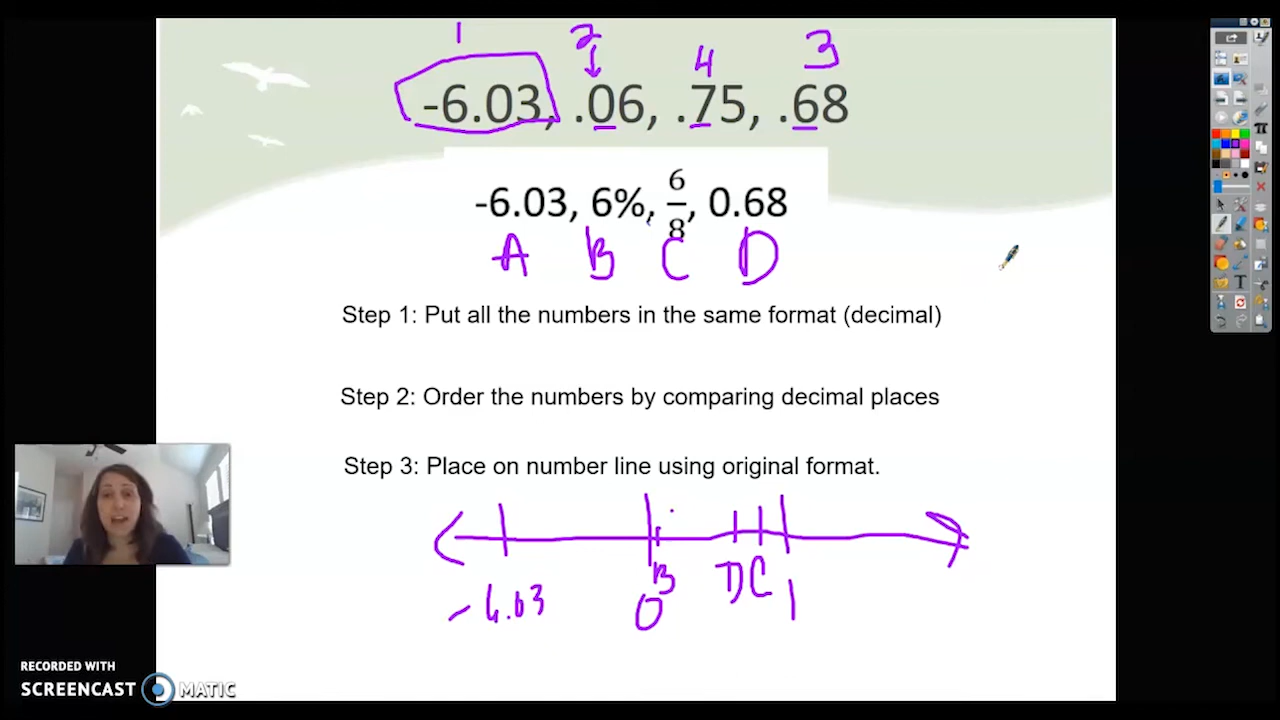 1 2 4 3
-6.03, .06, .75, .68
-6.03, 6%, 6/8, 0.68
A B C D
Step 1: Put all the numbers in the same format (decimal)
Step 2: Order the numbers by comparing decimal places
Step 3: Place on number line using original format.
B D C
-6.03 0 1
RECORDED WITH
SCREENCAST MATIC